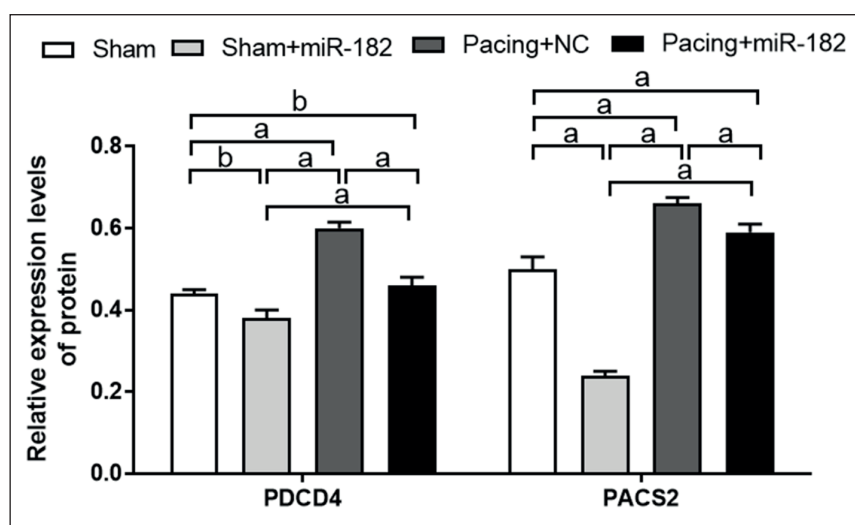 Sham Sham+miR-182 Pacing+NC Pacing+miR-182
Relative expression levels
of protein
0.8
0.6
0.4
0.2
0.0
b
a
b a a
a
a
a
a a a
a
PDCD4 PACS2